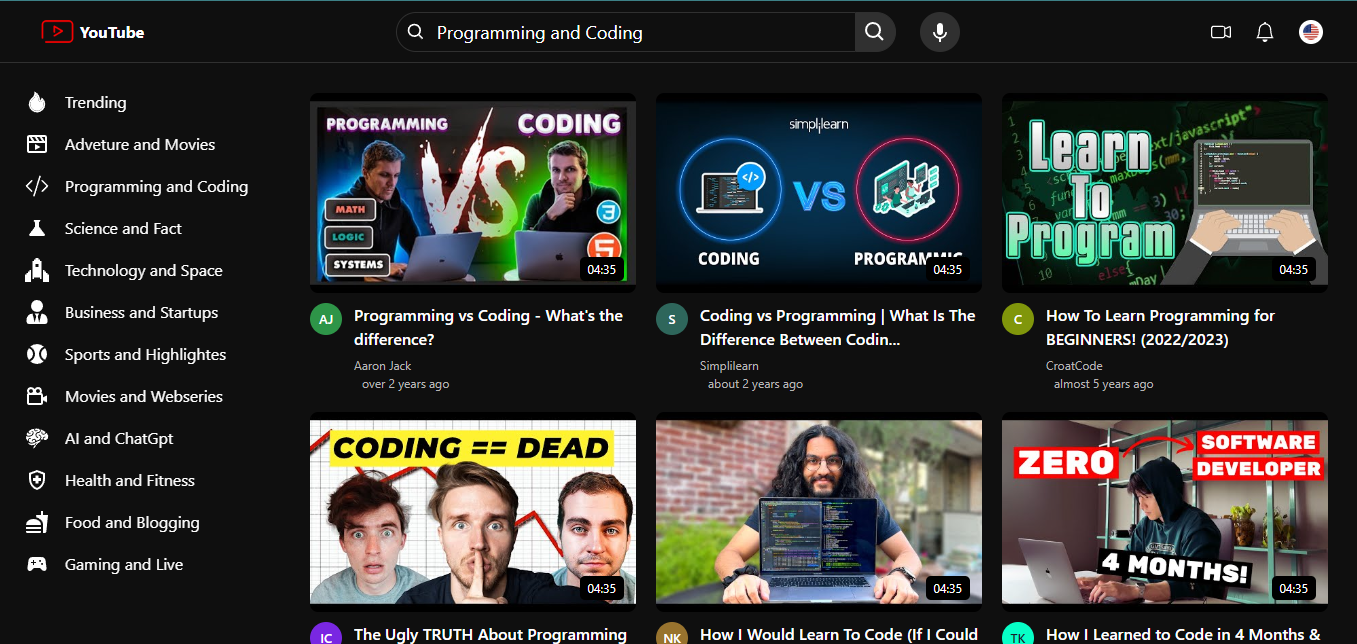 YouTube
Programming and Coding
Trending
Adveture and Movies
Programming and Coding
Science and Fact
Technology and Space
Business and Startups
Sports and Highlightes
Movies and Webseries
AI and ChatGpt
Health and Fitness
Food and Blogging
Gaming and Live
PROGRAMMING
CODING
VS
MATH
LOGIC
SYSTEMS
3
5
04:35
AJ
Programming vs Coding - What's the
difference?
Aaron Jack
over 2 years ago
simplilearn
</>
VS
CODING
PROGRAMMING
04:35
S
Coding vs Programming | What Is The
Difference Between Codin...
Simplilearn
about 2 years ago
Learn
To
Program
04:35
C
How To Learn Programming for
BEGINNERS! (2022/2023)
CroatCode
almost 5 years ago
CODING == DEAD
04:35
IC
The Ugly TRUTH About Programming
04:35
NK
How I Would Learn To Code (If I Could
ZERO
SOFTWARE
DEVELOPER
4 MONTHS!
04:35
TK
How I Learned to Code in 4 Months &